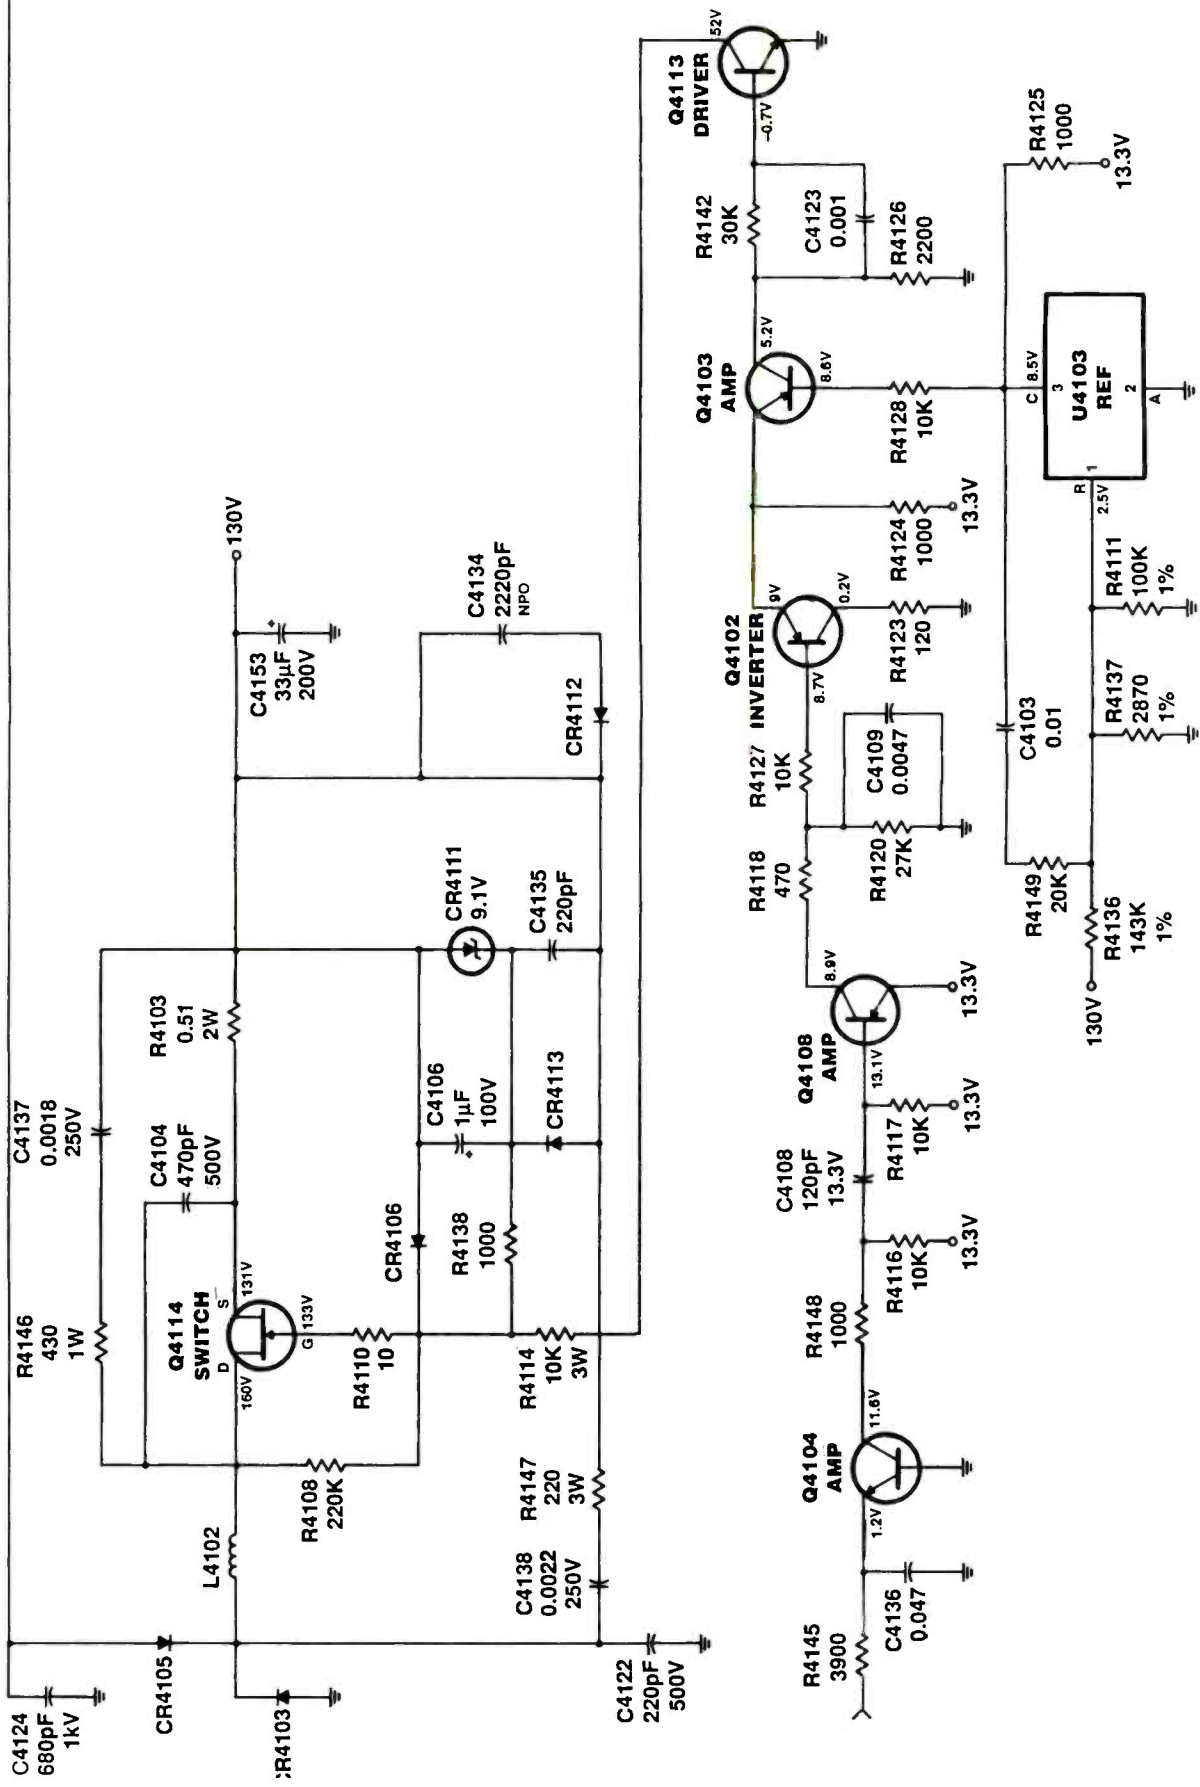 C4124
680pF
1kV
CR4105
CR4103
L4102
R4108
220K
R4146
430
1W
C4137
0.0018
250V
Q4114
SWITCH
D
S
G
160V
131V
133V
C4104
470pF
500V
R4103
0.51
2W
C4153
33µF
200V
+
130V
R4110
10
CR4106
R4138
1000
R4114
10K
3W
C4106
1µF
100V
+
CR4113
CR4111
9.1V
C4135
220pF
C4134
2220pF
NPO
CR4112
C4138
0.0022
250V
R4147
220
3W
C4122
220pF
500V
R4145
3900
C4136
0.047
1.2V
Q4104
AMP
11.6V
R4148
1000
R4116
10K
13.3V
C4108
120pF
13.3V
R4117
10K
13.3V
Q4108
AMP
13.1V
8.9V
13.3V
R4118
470
R4120
27K
C4109
0.0047
R4127
10K
Q4102
INVERTER
8.7V
9V
0.2V
R4123
120
R4124
1000
13.3V
Q4103
AMP
5.2V
8.6V
R4128
10K
R4142
30K
C4123
0.001
R4126
2200
Q4113
DRIVER
52V
–0.7V
130V
R4136
143K
1%
R4149
20K
C4103
0.01
R4137
2870
1%
R4111
100K
1%
R
2.5V
1
C
8.5V
3
U4103
REF
2
A
R4125
1000
13.3V